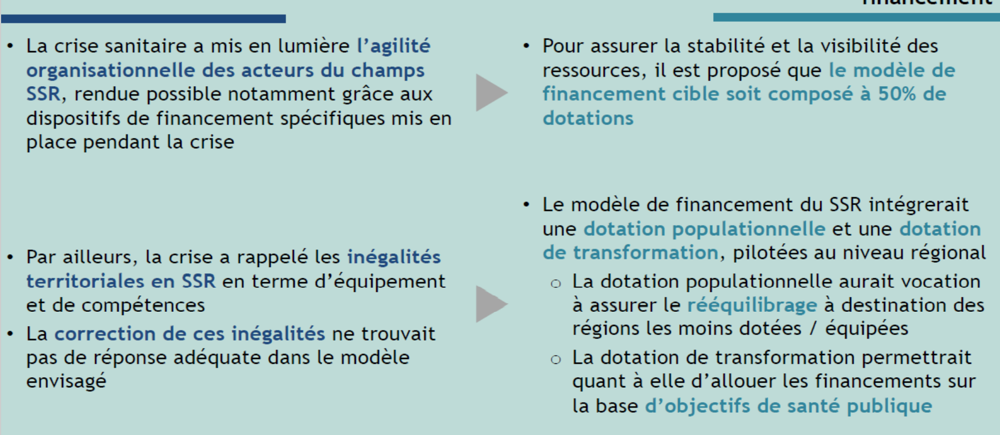 financement
• La crise sanitaire a mis en lumière l’agilité
organisationnelle des acteurs du champs
SSR, rendue possible notamment grâce aux
dispositifs de financement spécifiques mis en
place pendant la crise
• Pour assurer la stabilité et la visibilité des
ressources, il est proposé que le modèle de
financement cible soit composé à 50% de
dotations
• Par ailleurs, la crise a rappelé les inégalités
territoriales en SSR en terme d’équipement
et de compétences
• La correction de ces inégalités ne trouvait
pas de réponse adéquate dans le modèle
envisagé
• Le modèle de financement du SSR intégrerait
une dotation populationnelle et une dotation
de transformation, pilotées au niveau régional
○ La dotation populationnelle aurait vocation
à assurer le rééquilibrage à destination des
régions les moins dotées / équipées
○ La dotation de transformation permettrait
quant à elle d’allouer les financements sur
la base d’objectifs de santé publique